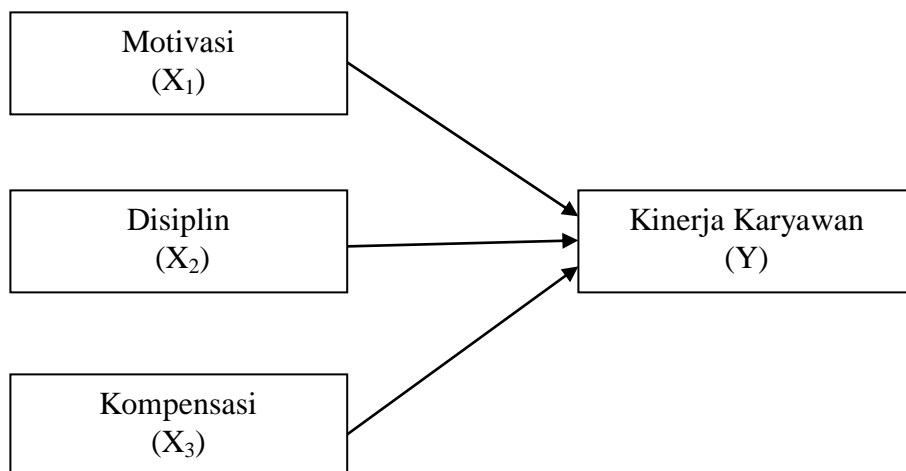 Motivasi
(X₁)
Disiplin
(X₂)
Kinerja Karyawan
(Y)
Kompensasi
(X₃)